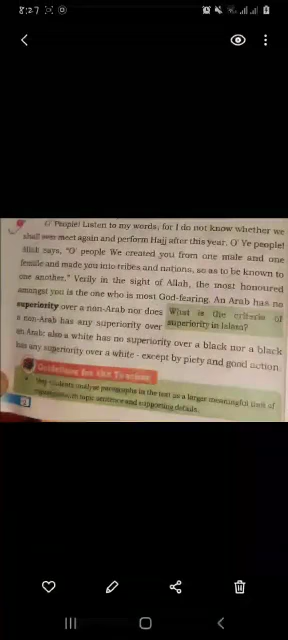 8:27
O' People! Listen to my words, for I do not know whether we
shall ever meet again and perform Hajj after this year. O' Ye people!
Allah says, "O' people We created you from one male and one
female and made you into tribes and nations, so as to be known to
one another." Verily in the sight of Allah, the most honoured
amongst you is the one who is most God-fearing. An Arab has no
superiority over a non-Arab nor does
a non-Arab has any superiority over
an Arab; also a white has no superiority over a black nor a black
has any superiority over a white - except by piety and good action.
What is the criteria of
superiority in Islam?
Guidelines for the Teacher
students analyse paragraphs in the text as a larger meaningful unit of
topic sentence and supporting details.